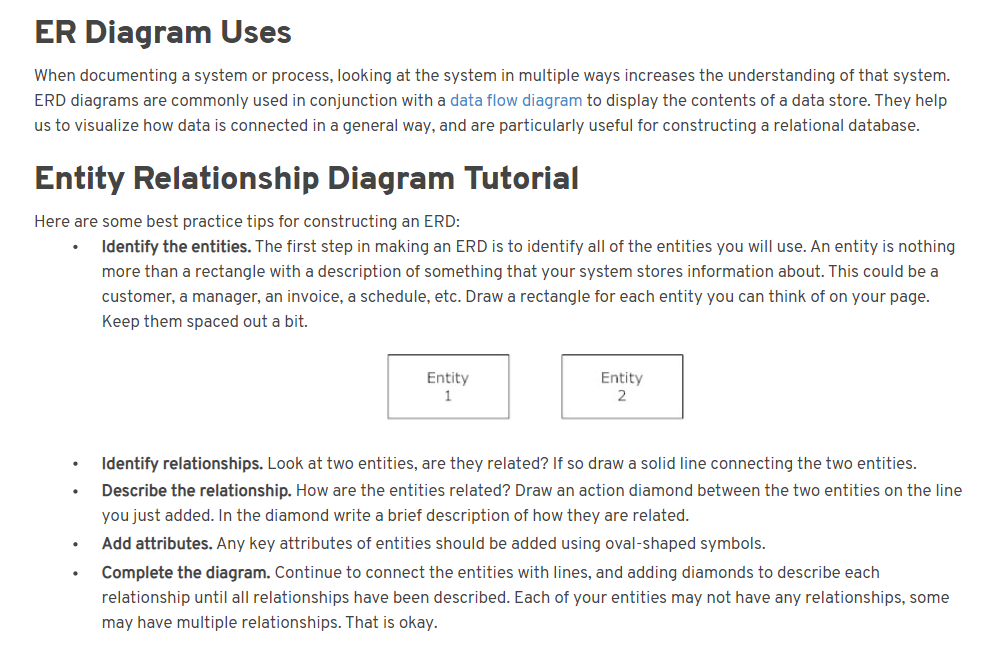 ER Diagram Uses
When documenting a system or process, looking at the system in multiple ways increases the understanding of that system.
ERD diagrams are commonly used in conjunction with a data flow diagram to display the contents of a data store. They help
us to visualize how data is connected in a general way, and are particularly useful for constructing a relational database.
Entity Relationship Diagram Tutorial
Here are some best practice tips for constructing an ERD:
• Identify the entities. The first step in making an ERD is to identify all of the entities you will use. An entity is nothing
more than a rectangle with a description of something that your system stores information about. This could be a
customer, a manager, an invoice, a schedule, etc. Draw a rectangle for each entity you can think of on your page.
Keep them spaced out a bit.
Entity
1
Entity
2
• Identify relationships. Look at two entities, are they related? If so draw a solid line connecting the two entities.
• Describe the relationship. How are the entities related? Draw an action diamond between the two entities on the line
you just added. In the diamond write a brief description of how they are related.
• Add attributes. Any key attributes of entities should be added using oval-shaped symbols.
• Complete the diagram. Continue to connect the entities with lines, and adding diamonds to describe each
relationship until all relationships have been described. Each of your entities may not have any relationships, some
may have multiple relationships. That is okay.